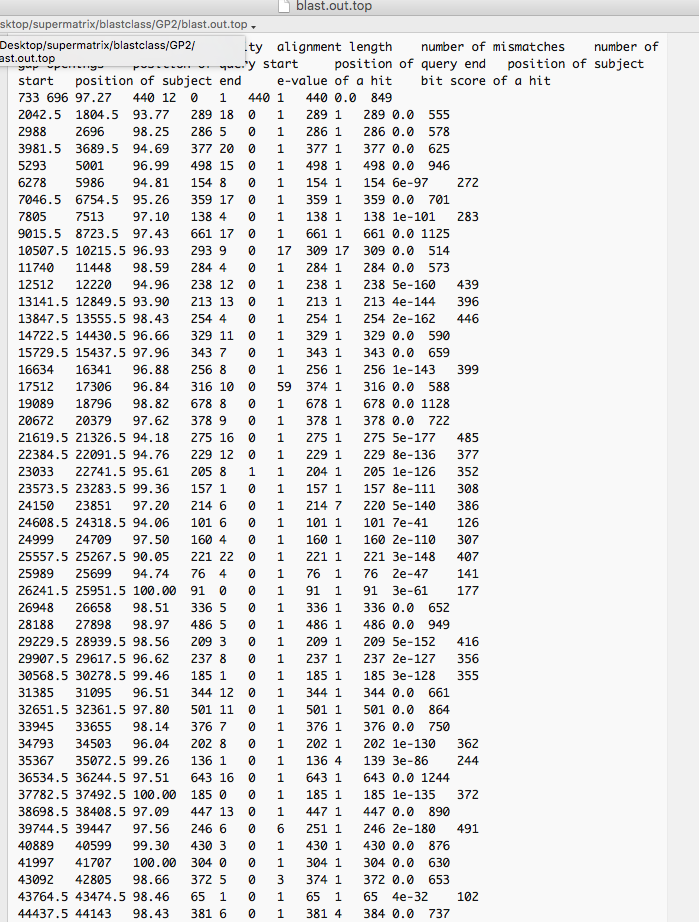 blast.out.top
sktop/supermatrix/blastclass/GP2/blast.out.top
Desktop/supermatrix/blastclass/GP2/
ast.out.top
ty alignment length number of mismatches number of
query start position of query end position of subject
start position of subject end e-value of a hit bit score of a hit
733 696 97.27 440 12 0 1 440 1 440 0.0 849
2042.5 1804.5 93.77 289 18 0 1 289 1 289 0.0 555
2988 2696 98.25 286 5 0 1 286 1 286 0.0 578
3981.5 3689.5 94.69 377 20 0 1 377 1 377 0.0 625
5293 5001 96.99 498 15 0 1 498 1 498 0.0 946
6278 5986 94.81 154 8 0 1 154 1 154 6e-97 272
7046.5 6754.5 95.26 359 17 0 1 359 1 359 0.0 701
7805 7513 97.10 138 4 0 1 138 1 138 1e-101 283
9015.5 8723.5 97.43 661 17 0 1 661 1 661 0.0 1125
10507.5 10215.5 96.93 293 9 0 17 309 17 309 0.0 514
11740 11448 98.59 284 4 0 1 284 1 284 0.0 573
12512 12220 94.96 238 12 0 1 238 1 238 5e-160 439
13141.5 12849.5 93.90 213 13 0 1 213 1 213 4e-144 396
13847.5 13555.5 98.43 254 4 0 1 254 1 254 2e-162 446
14722.5 14430.5 96.66 329 11 0 1 329 1 329 0.0 590
15729.5 15437.5 97.96 343 7 0 1 343 1 343 0.0 659
16634 16341 96.88 256 8 0 1 256 1 256 1e-143 399
17512 17306 96.84 316 10 0 59 374 1 316 0.0 588
19089 18796 98.82 678 8 0 1 678 1 678 0.0 1128
20672 20379 97.62 378 9 0 1 378 1 378 0.0 722
21619.5 21326.5 94.18 275 16 0 1 275 1 275 5e-177 485
22384.5 22091.5 94.76 229 12 0 1 229 1 229 8e-136 377
23033 22741.5 95.61 205 8 1 1 204 1 205 1e-126 352
23573.5 23283.5 99.36 157 1 0 1 157 1 157 8e-111 308
24150 23851 97.20 214 6 0 1 214 7 220 5e-140 386
24608.5 24318.5 94.06 101 6 0 1 101 1 101 7e-41 126
24999 24709 97.50 160 4 0 1 160 1 160 2e-110 307
25557.5 25267.5 90.05 221 22 0 1 221 1 221 3e-148 407
25989 25699 94.74 76 4 0 1 76 1 76 2e-47 141
26241.5 25951.5 100.00 91 0 0 1 91 1 91 3e-61 177
26948 26658 98.51 336 5 0 1 336 1 336 0.0 652
28188 27898 98.97 486 5 0 1 486 1 486 0.0 949
29229.5 28939.5 98.56 209 3 0 1 209 1 209 5e-152 416
29907.5 29617.5 96.62 237 8 0 1 237 1 237 2e-127 356
30568.5 30278.5 99.46 185 1 0 1 185 1 185 3e-128 355
31385 31095 96.51 344 12 0 1 344 1 344 0.0 661
32651.5 32361.5 97.80 501 11 0 1 501 1 501 0.0 864
33945 33655 98.14 376 7 0 1 376 1 376 0.0 750
34793 34503 96.04 202 8 0 1 202 1 202 1e-130 362
35367 35072.5 99.26 136 1 0 1 136 4 139 3e-86 244
36534.5 36244.5 97.51 643 16 0 1 643 1 643 0.0 1244
37782.5 37492.5 100.00 185 0 0 1 185 1 185 1e-135 372
38698.5 38408.5 97.09 447 13 0 1 447 1 447 0.0 890
39744.5 39447 97.56 246 6 0 6 251 1 246 2e-180 491
40889 40599 99.30 430 3 0 1 430 1 430 0.0 876
41997 41707 100.00 304 0 0 1 304 1 304 0.0 630
43092 42805 98.66 372 5 0 3 374 1 372 0.0 653
43764.5 43474.5 98.46 65 1 0 1 65 1 65 4e-32 102
44437.5 44143 98.43 381 6 0 1 381 4 384 0.0 737